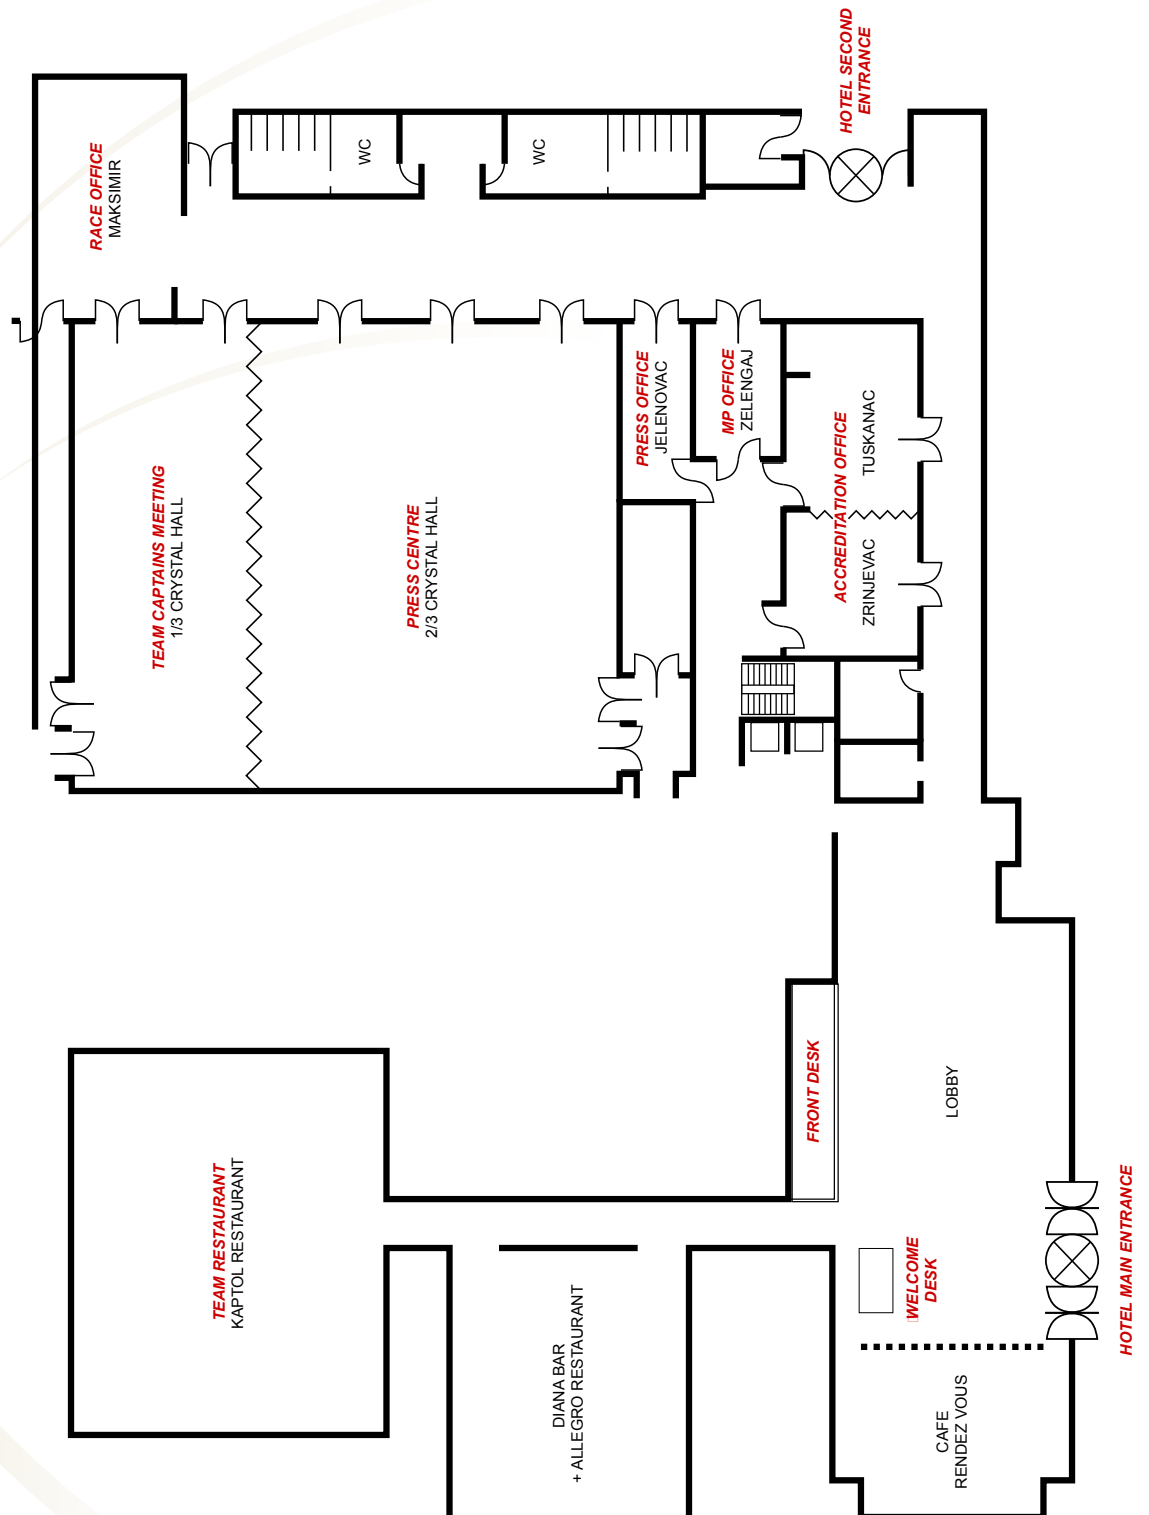 HOTEL SECOND
ENTRANCE
RACE OFFICE
MAKSIMIR
WC
WC
TEAM CAPTAINS MEETING
1/3 CRYSTAL HALL
PRESS CENTRE
2/3 CRYSTAL HALL
PRESS OFFICE
JELENOVAC
MP OFFICE
ZELENGAJ
ACCREDITATION OFFICE
TUSKANAC
ZRINJEVAC
FRONT DESK
LOBBY
TEAM RESTAURANT
KAPTOL RESTAURANT
WELCOME
DESK
HOTEL MAIN ENTRANCE
DIANA BAR
+ ALLEGRO RESTAURANT
CAFE
RENDEZ VOUS